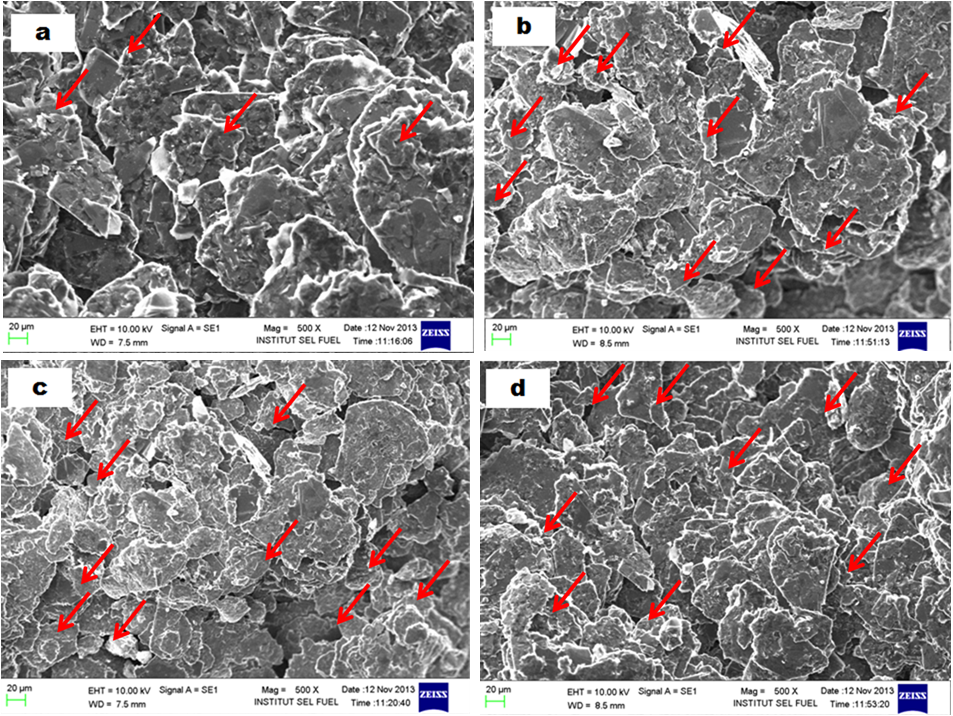 a
20 µm
EHT = 10.00 kV Signal A = SE1 Mag = 500 X Date :12 Nov 2013
WD = 7.5 mm INSTITUT SEL FUEL Time :11:16:06
ZEISS
b
20 µm
EHT = 10.00 kV Signal A = SE1 Mag = 500 X Date :12 Nov 2013
WD = 8.5 mm INSTITUT SEL FUEL Time :11:51:13
ZEISS
c
20 µm
EHT = 10.00 kV Signal A = SE1 Mag = 500 X Date :12 Nov 2013
WD = 7.5 mm INSTITUT SEL FUEL Time :11:20:40
ZEISS
d
20 µm
EHT = 10.00 kV Signal A = SE1 Mag = 500 X Date :12 Nov 2013
WD = 8.5 mm INSTITUT SEL FUEL Time :11:53:20
ZEISS